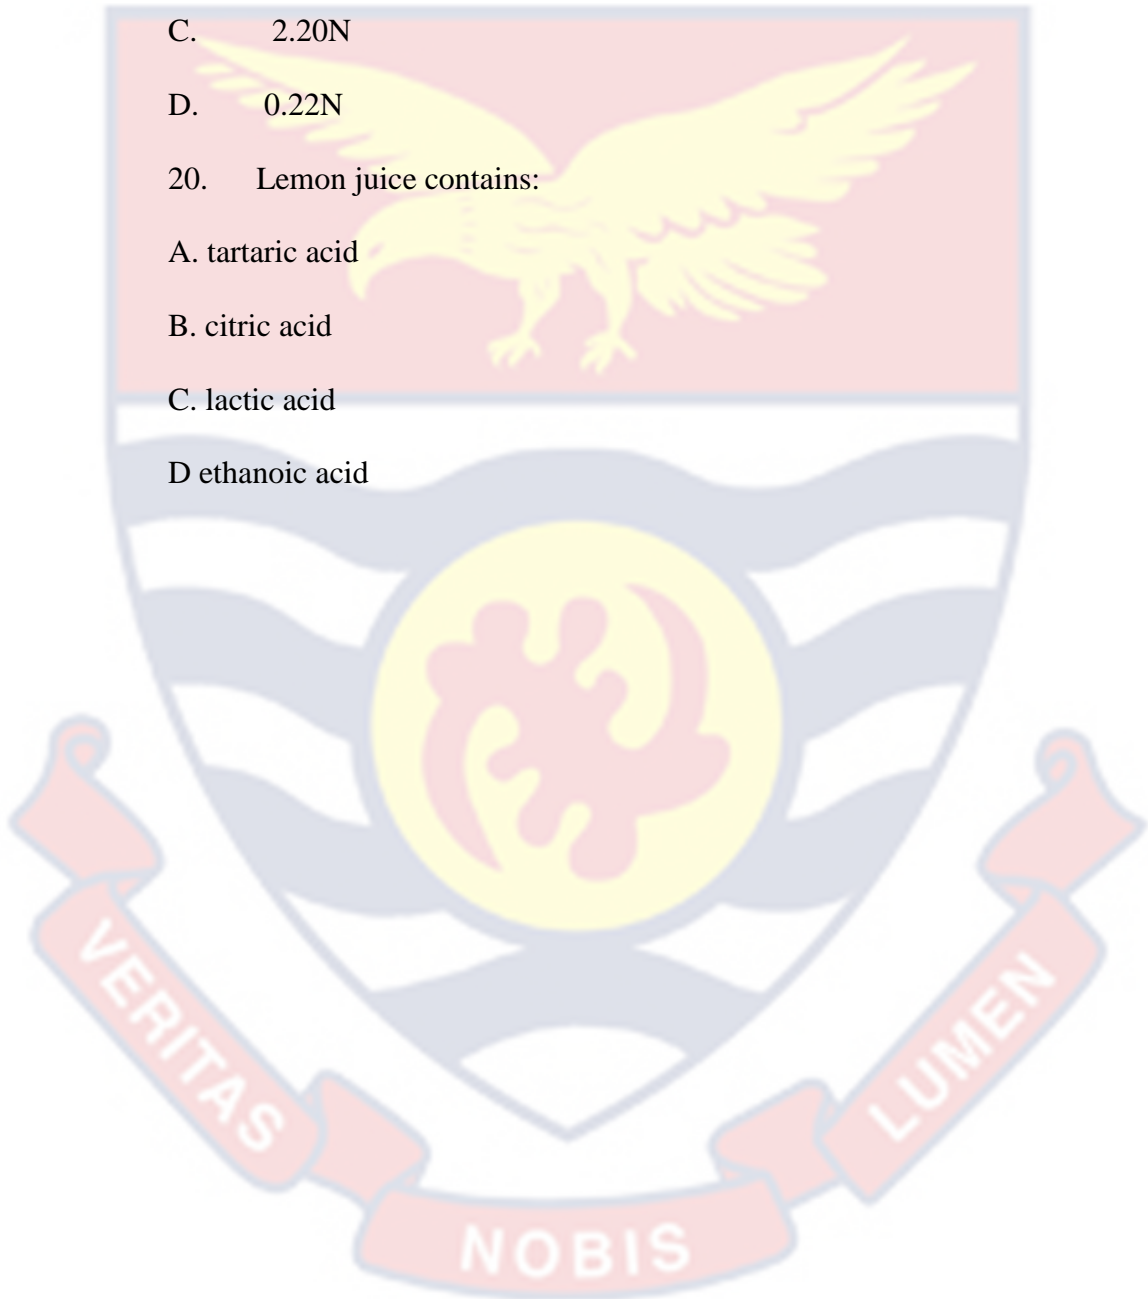 C. 2.20N
D. 0.22N
20. Lemon juice contains:
A. tartaric acid
B. citric acid
C. lactic acid
D ethanoic acid
VERITAS
NOBIS
LUMEN